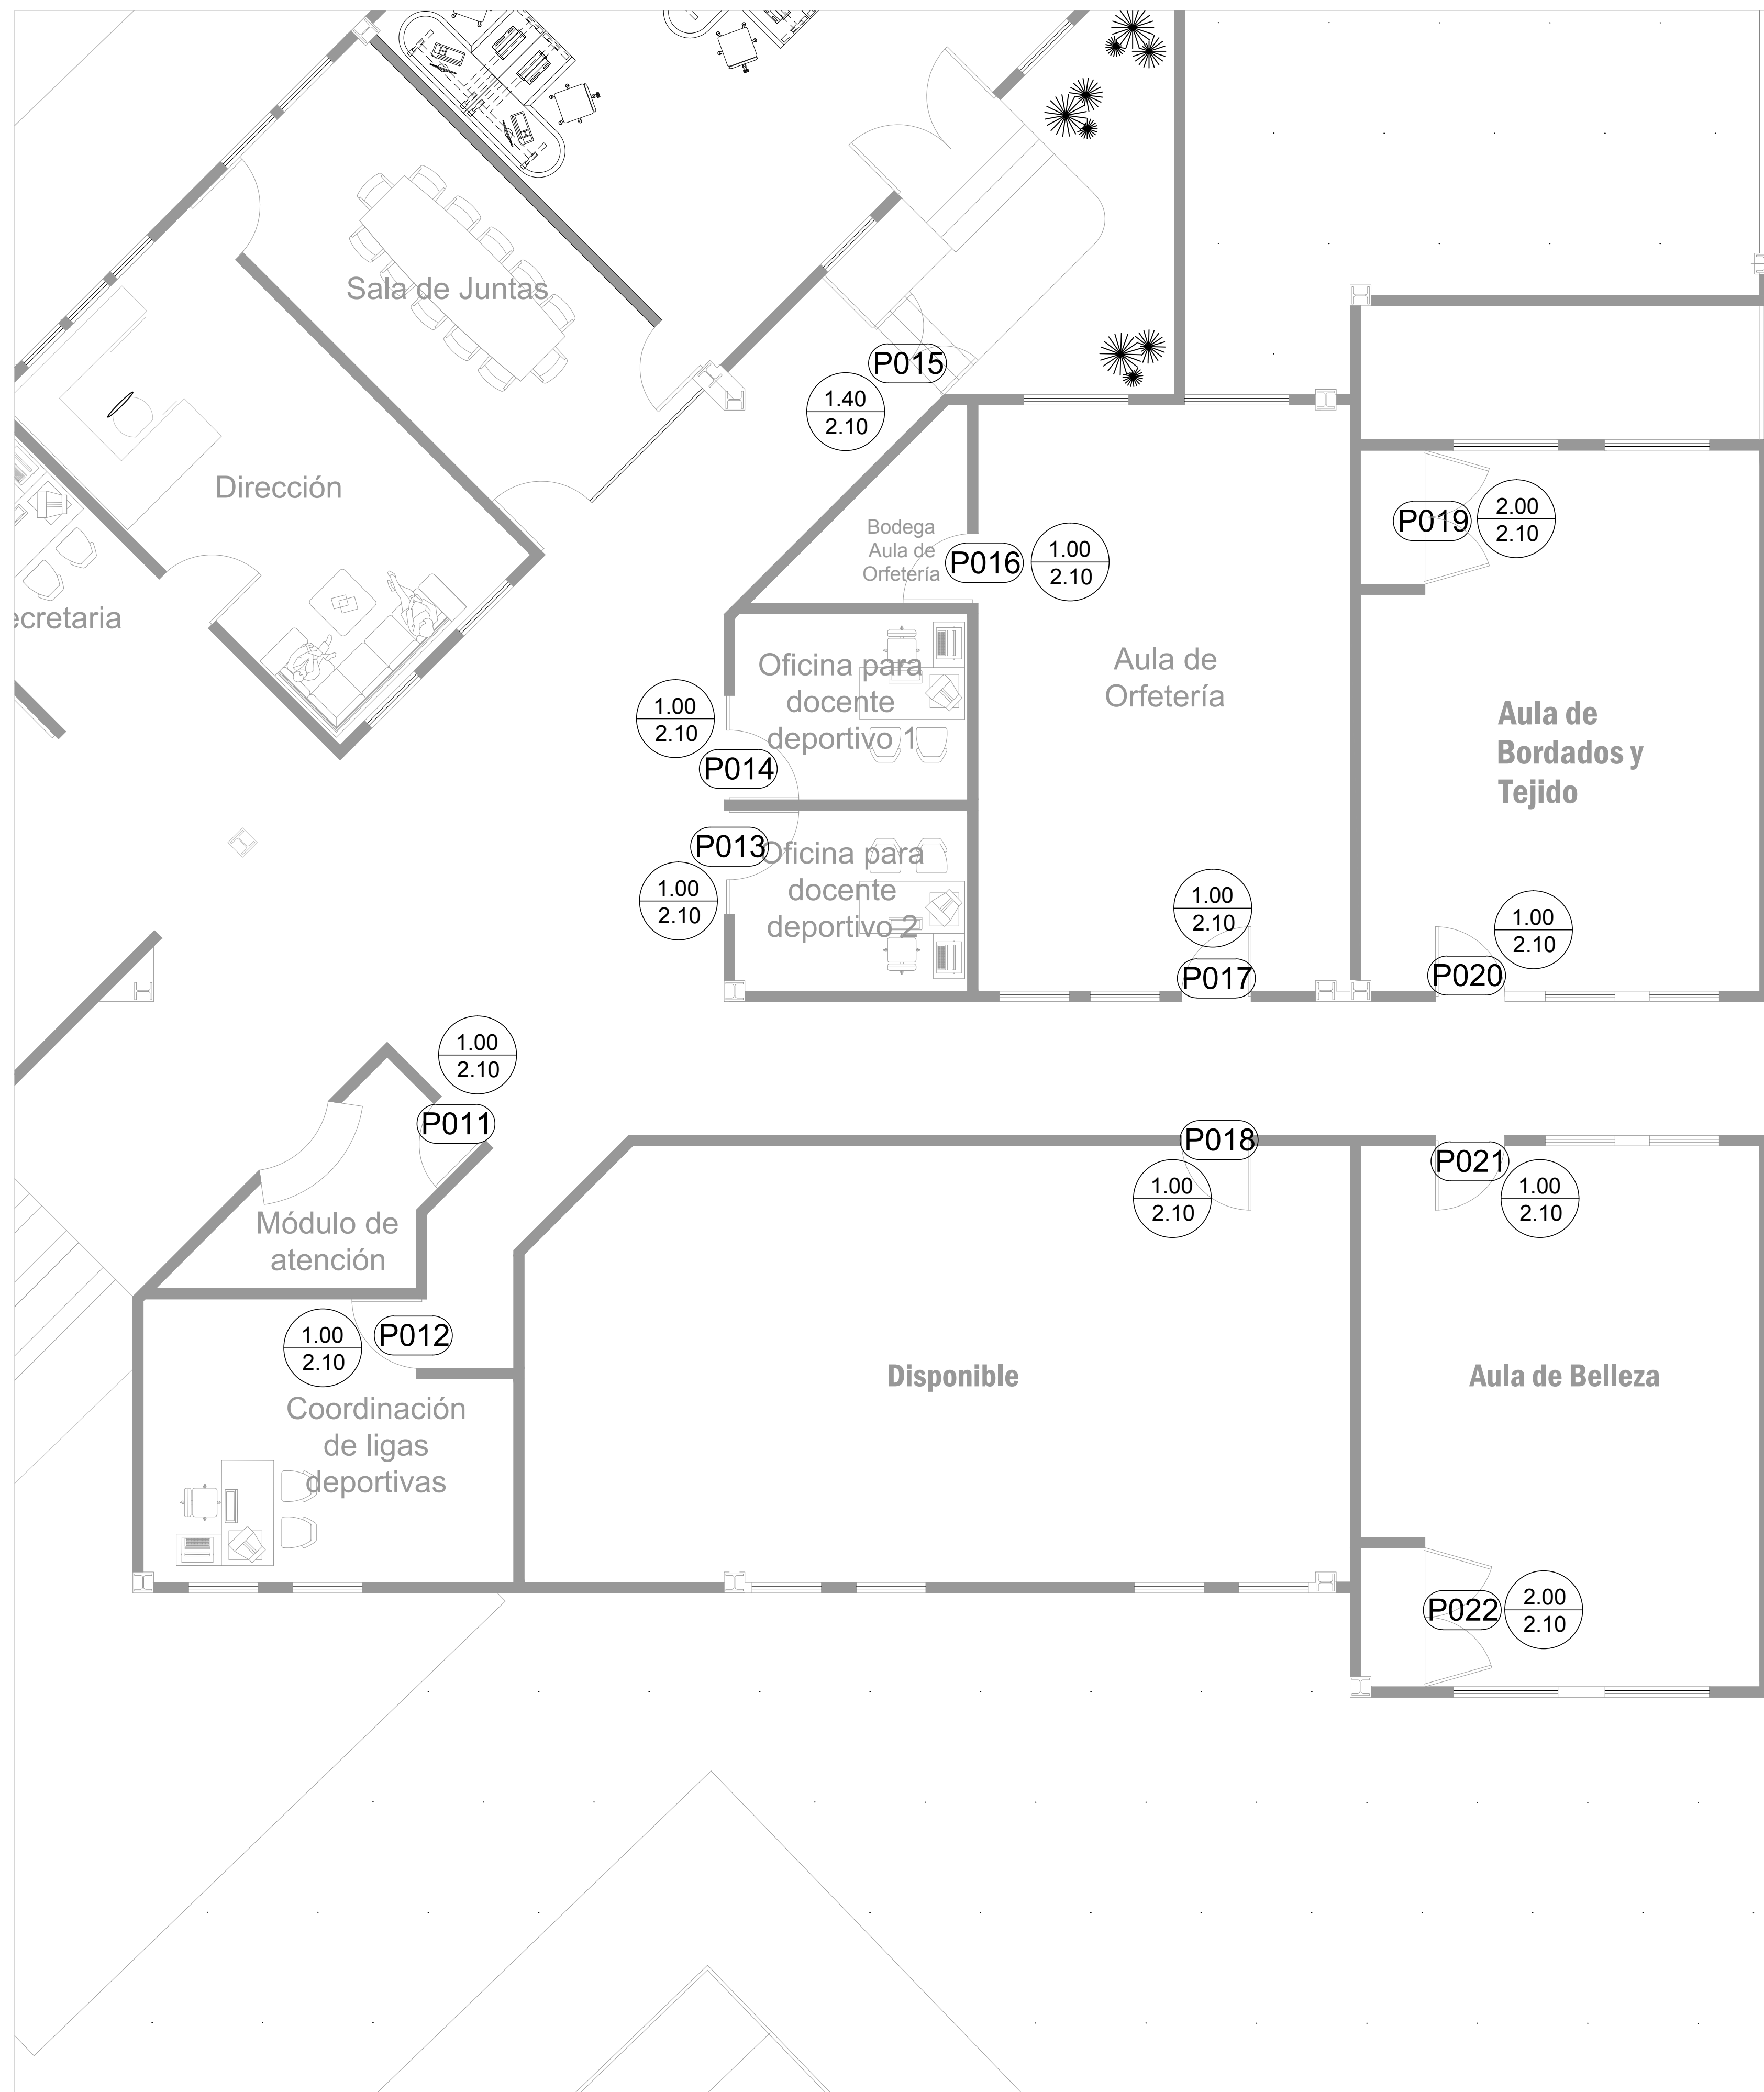 Sala de Juntas
P015
1.40
2.10
Dirección
2.00
2.10
P019
Bodega
Aula de
Orfetería
P016
1.00
2.10
ecretaria
Oficina para
docente
deportivo 1
Aula de
Orfetería
1.00
2.10
P014
Aula de
Bordados y
Tejido
P013
Oficina para
docente
deportivo 2
1.00
2.10
1.00
2.10
P017
1.00
2.10
P020
1.00
2.10
P011
P018
1.00
2.10
P021
1.00
2.10
Módulo de
atención
1.00
2.10
P012
Disponible
Aula de Belleza
Coordinación
de ligas
deportivas
P022
2.00
2.10